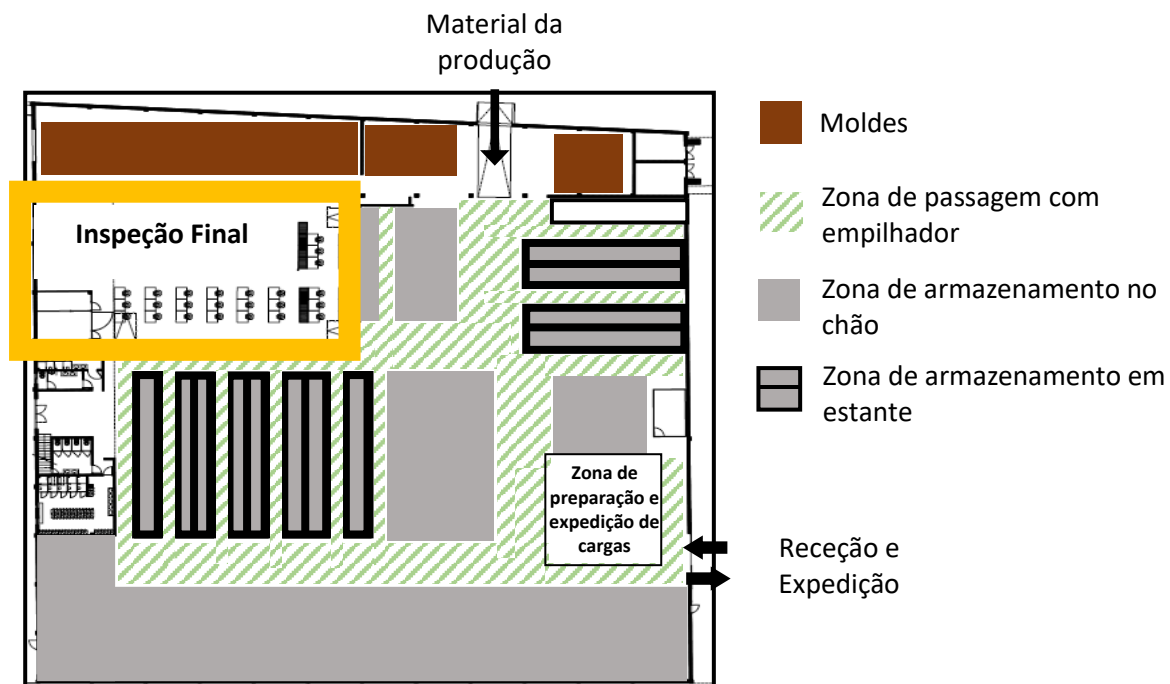 Material da
produção
Moldes
Zona de passagem com
empilhador
Inspeção Final
Zona de armazenamento no
chão
Zona de armazenamento em
estante
Zona de
preparação e
expedição de
cargas
Receção e
Expedição